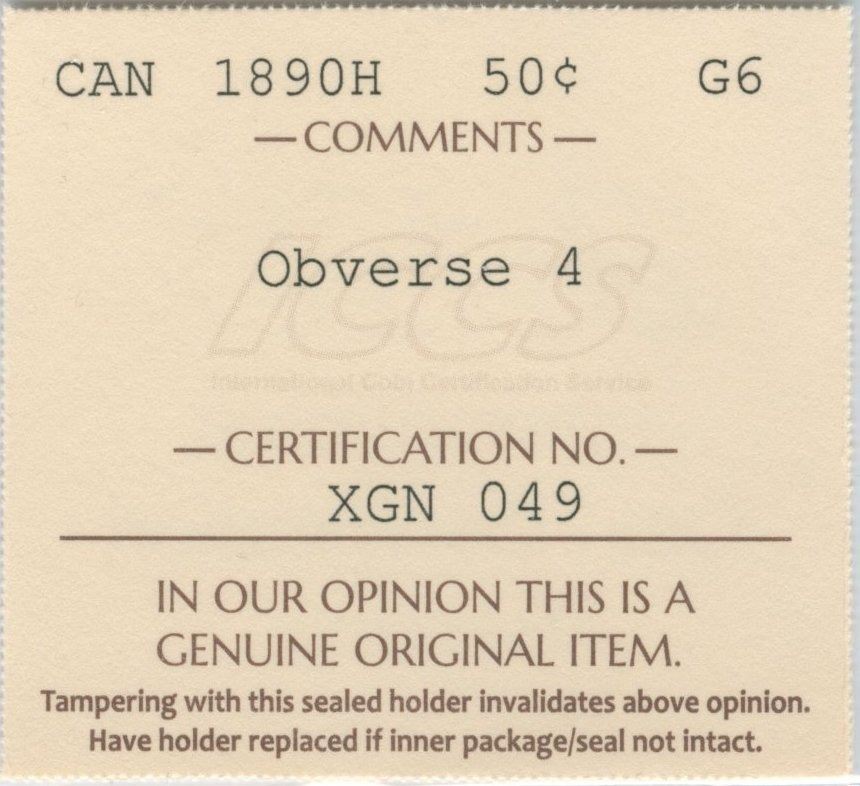 CAN 1890H 50¢ G6
— COMMENTS —
Obverse 4
ICCS
International Coin Certification Service
— CERTIFICATION NO. —
XGN 049
IN OUR OPINION THIS IS A
GENUINE ORIGINAL ITEM.
Tampering with this sealed holder invalidates above opinion.
Have holder replaced if inner package/seal not intact.